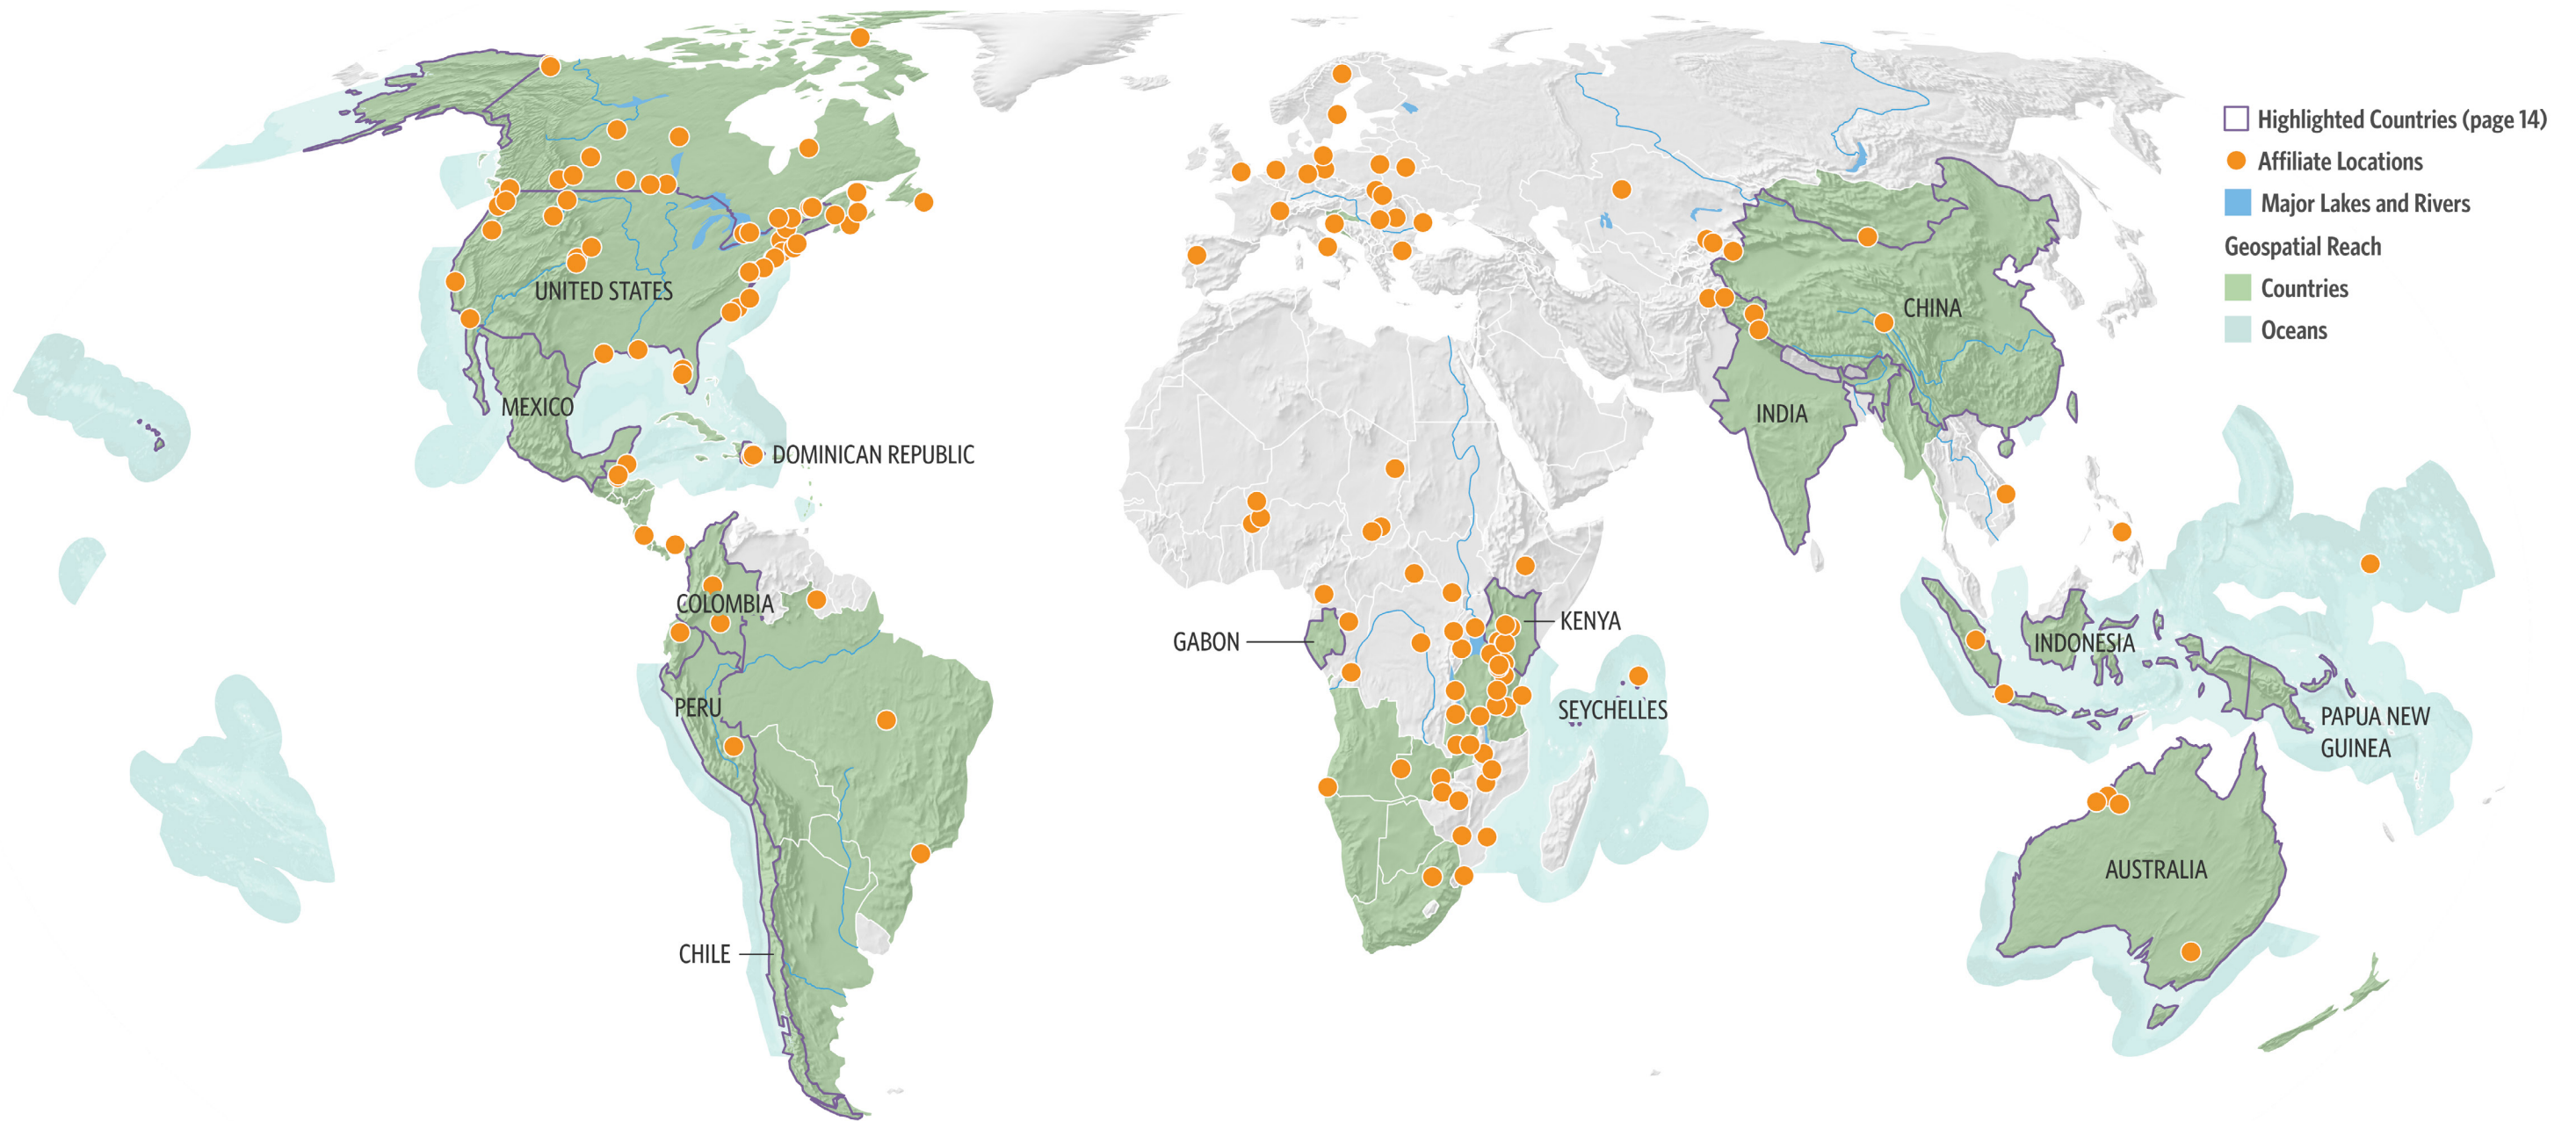 Highlighted Countries (page 14)
Affiliate Locations
Major Lakes and Rivers
Geospatial Reach
Countries
Oceans
UNITED STATES
MEXICO
DOMINICAN REPUBLIC
COLOMBIA
PERU
CHILE
GABON
KENYA
SEYCHELLES
CHINA
INDIA
INDONESIA
PAPUA NEW
GUINEA
AUSTRALIA